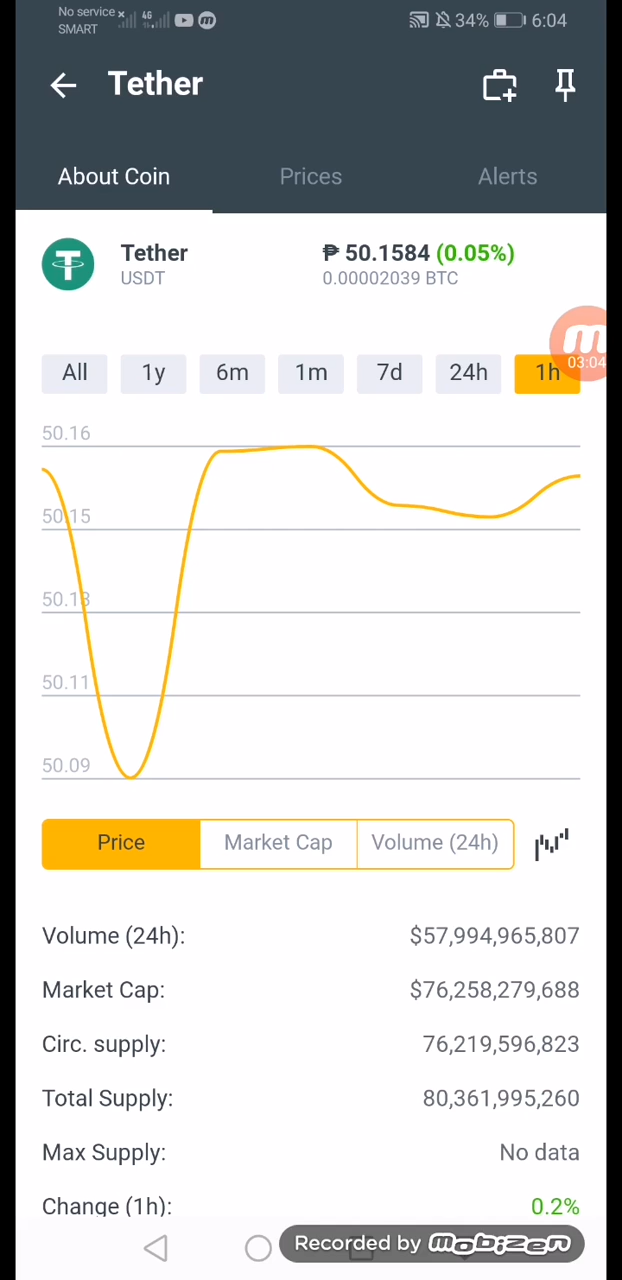 No service
SMART
4G
34%
6:04
Tether
About Coin Prices Alerts
Tether ₱ 50.1584 (0.05%)
USDT 0.00002039 BTC
03:04
All 1y 6m 1m 7d 24h 1h
50.16
50.15
50.13
50.11
50.09
Price Market Cap Volume (24h)
Volume (24h): $57,994,965,807
Market Cap: $76,258,279,688
Circ. supply: 76,219,596,823
Total Supply: 80,361,995,260
Max Supply: No data
Change (1h): 0.2%
Recorded by mobizen